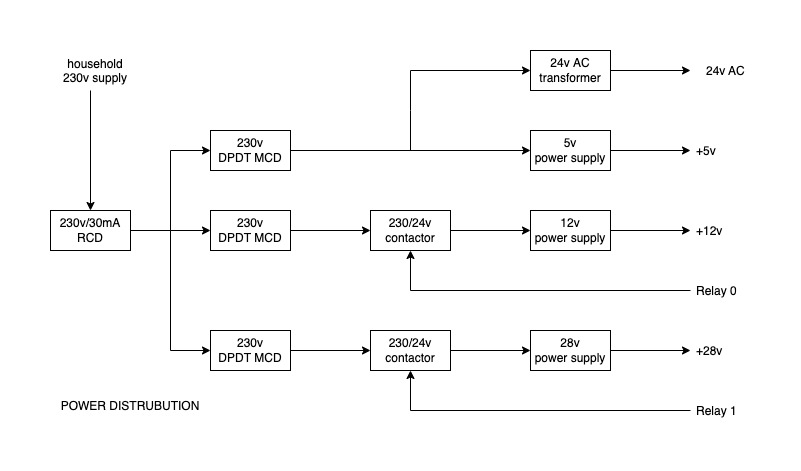 household
230v supply
24v AC
transformer
24v AC
230v
DPDT MCD
5v
power supply
+5v
230v/30mA
RCD
230v
DPDT MCD
230/24v
contactor
12v
power supply
+12v
Relay 0
230v
DPDT MCD
230/24v
contactor
28v
power supply
+28v
POWER DISTRUBUTION
Relay 1